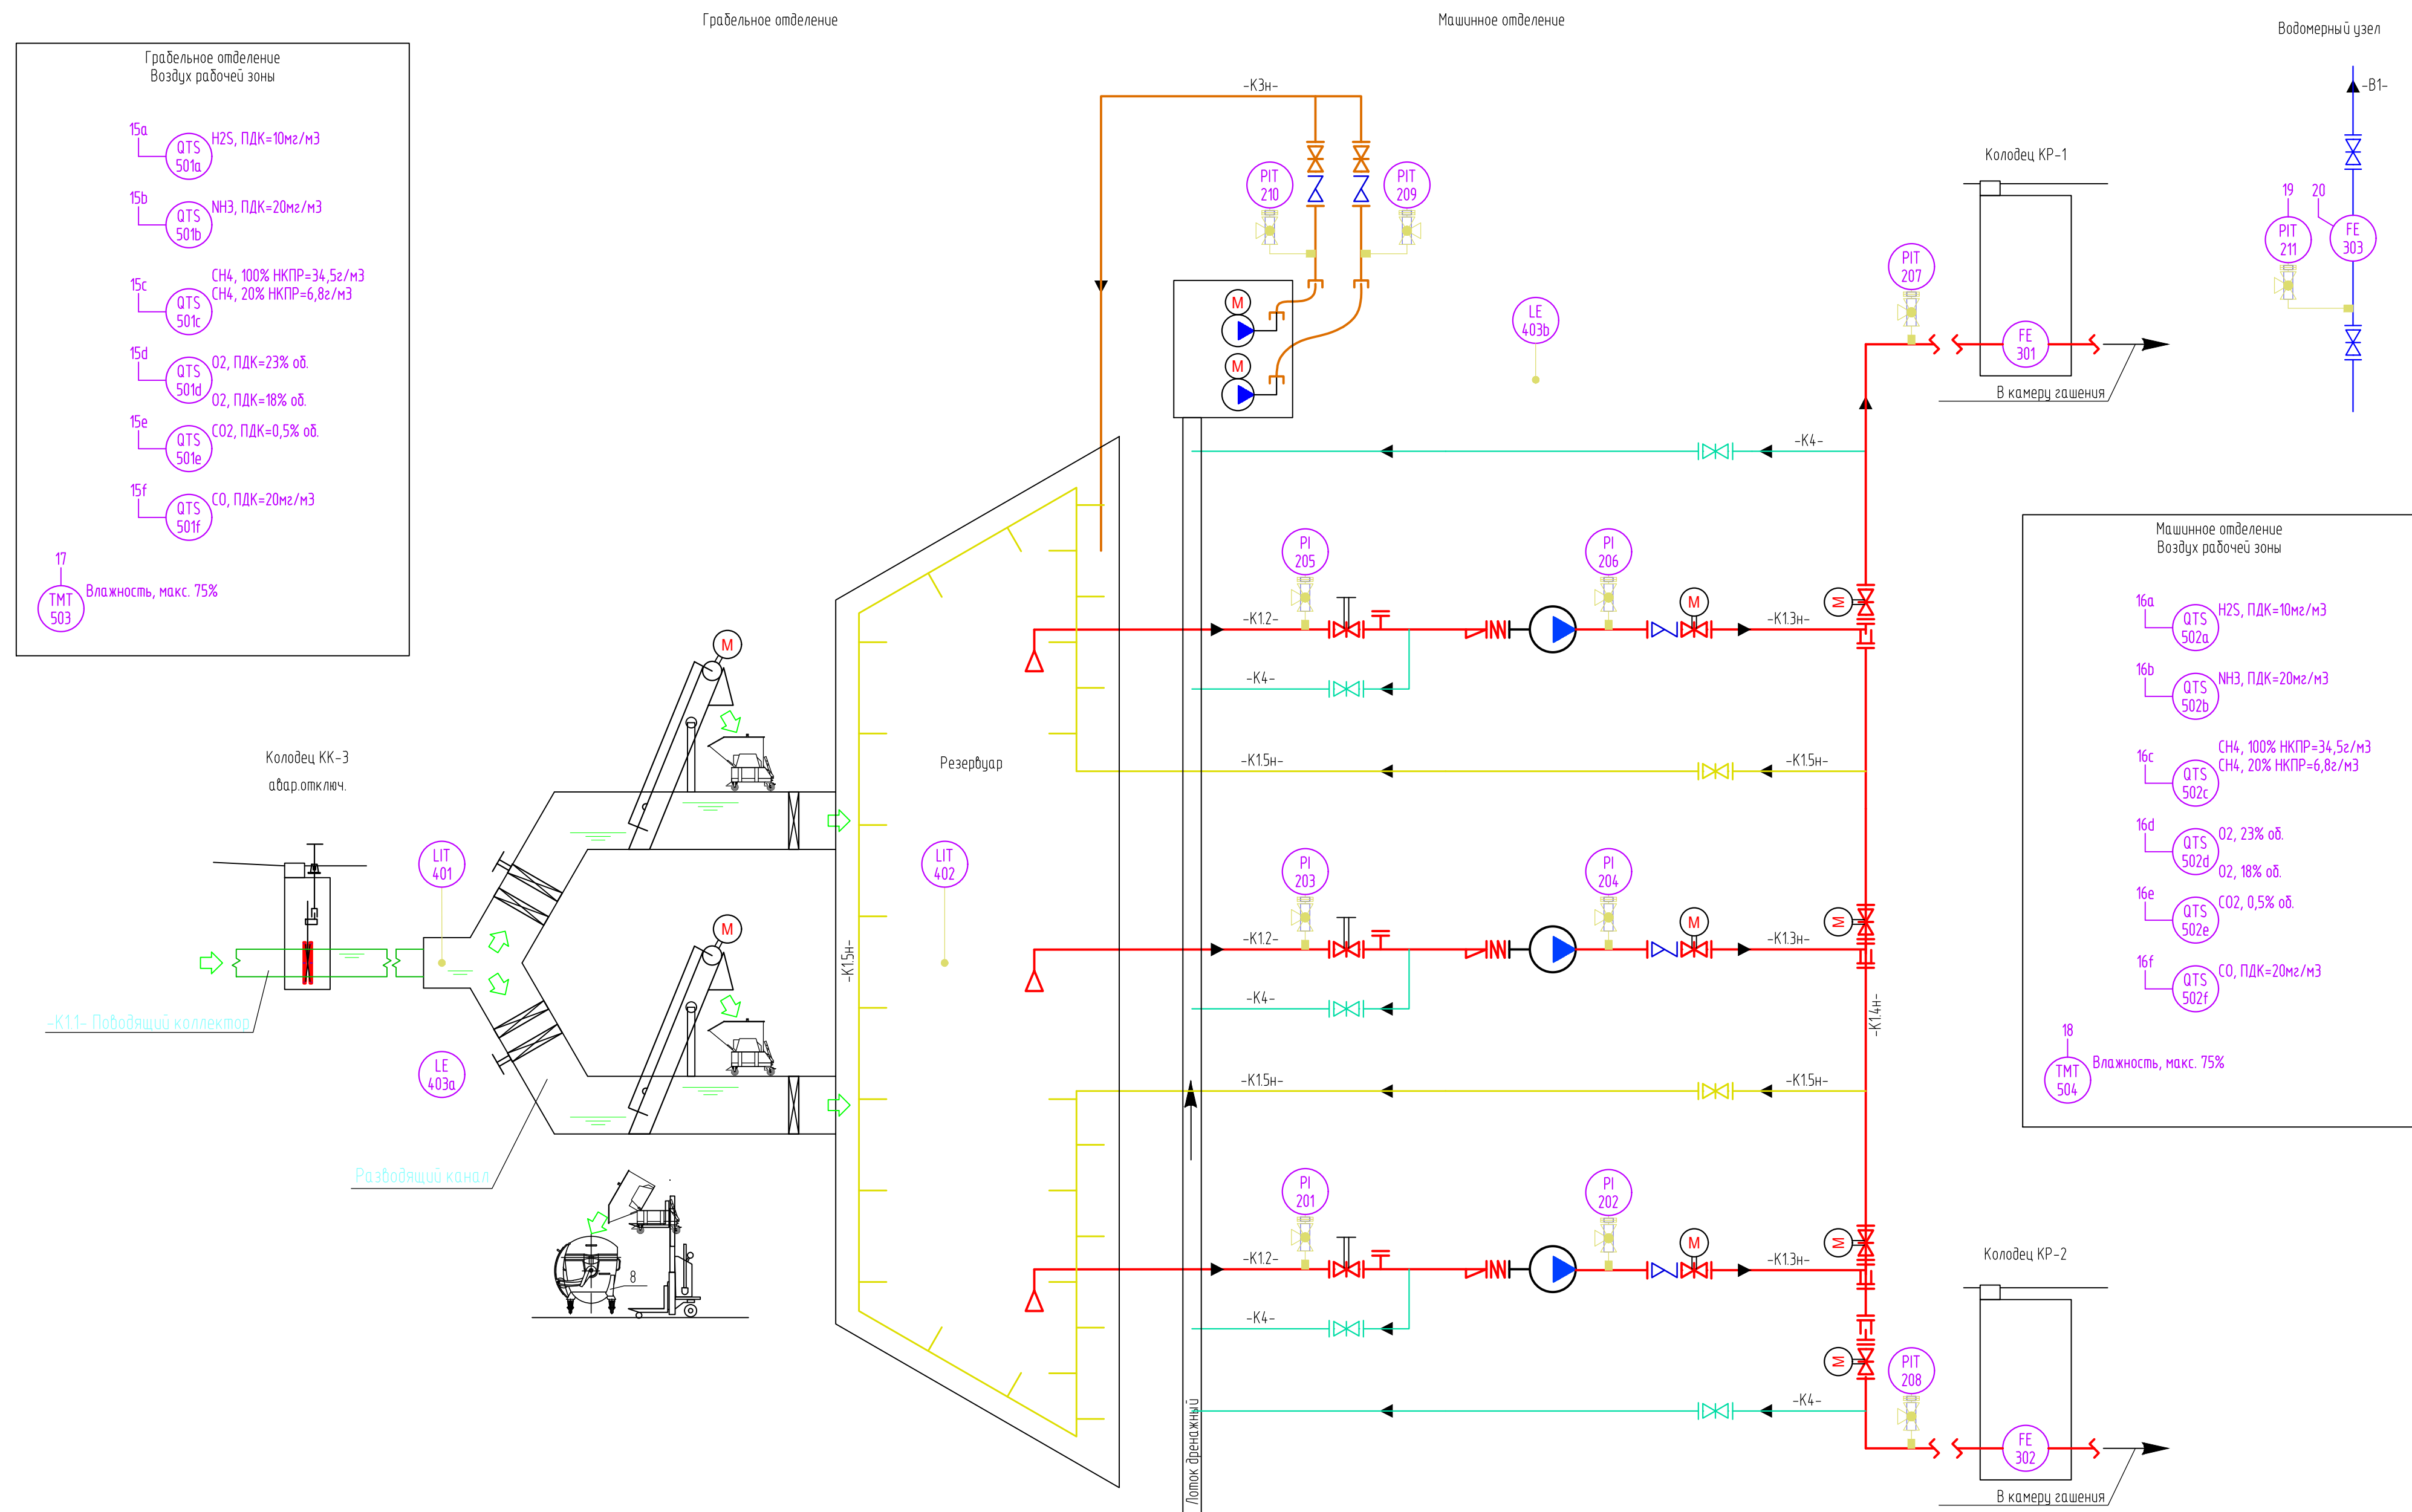 Грабельное отделение
Машинное отделение
Водомерный узел
Грабельное отделение
Воздух рабочей зоны
15a
QTS
501a
H2S, ПДК=10мг/м3
15b
QTS
501b
NH3, ПДК=20мг/м3
15c
QTS
501c
CH4, 100% НКПР=34,5г/м3
CH4, 20% НКПР=6,8г/м3
15d
QTS
501d
O2, ПДК=23% об.
O2, ПДК=18% об.
15e
QTS
501e
CO2, ПДК=0,5% об.
15f
QTS
501f
CO, ПДК=20мг/м3
17
TMT
503
Влажность, макс. 75%
-К3н-
PIT
210
PIT
209
M
M
LE
403b
Колодец КР-1
PIT
207
FE
301
В камеру гашения
-В1-
19
20
PIT
211
FE
303
-К4-
PI
205
PI
206
M
M
-К1.2-
-К1.3н-
-К4-
-К1.5н-
-К1.5н-
M
Колодец КК-3
авар.отключ.
Резервуар
LIT
401
LIT
402
M
-К1.1- Поводящий коллектор
LE
403a
Разводящий канал
8
-К1.5н-
PI
203
PI
204
M
M
-К1.2-
-К1.3н-
-К4-
-К1.4н-
-К1.5н-
-К1.5н-
PI
201
PI
202
M
M
-К1.2-
-К1.3н-
-К4-
M
-К4-
Лоток дренажный
Машинное отделение
Воздух рабочей зоны
16a
QTS
502a
H2S, ПДК=10мг/м3
16b
QTS
502b
NH3, ПДК=20мг/м3
16c
QTS
502c
CH4, 100% НКПР=34,5г/м3
CH4, 20% НКПР=6,8г/м3
16d
QTS
502d
O2, 23% об.
O2, 18% об.
16e
QTS
502e
CO2, 0,5% об.
16f
QTS
502f
CO, ПДК=20мг/м3
18
TMT
504
Влажность, макс. 75%
Колодец КР-2
PIT
208
FE
302
В камеру гашения